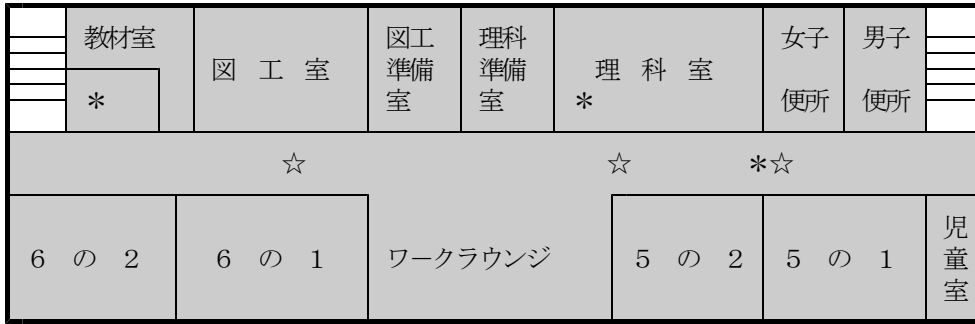 教材室
*
図 工 室
図工
準備
室
理科
準備
室
理 科 室
*
女子
便所
男子
便所
☆
☆
*☆
6 の 2
6 の 1
ワークラウンジ
5 の 2
5 の 1
児
童
室